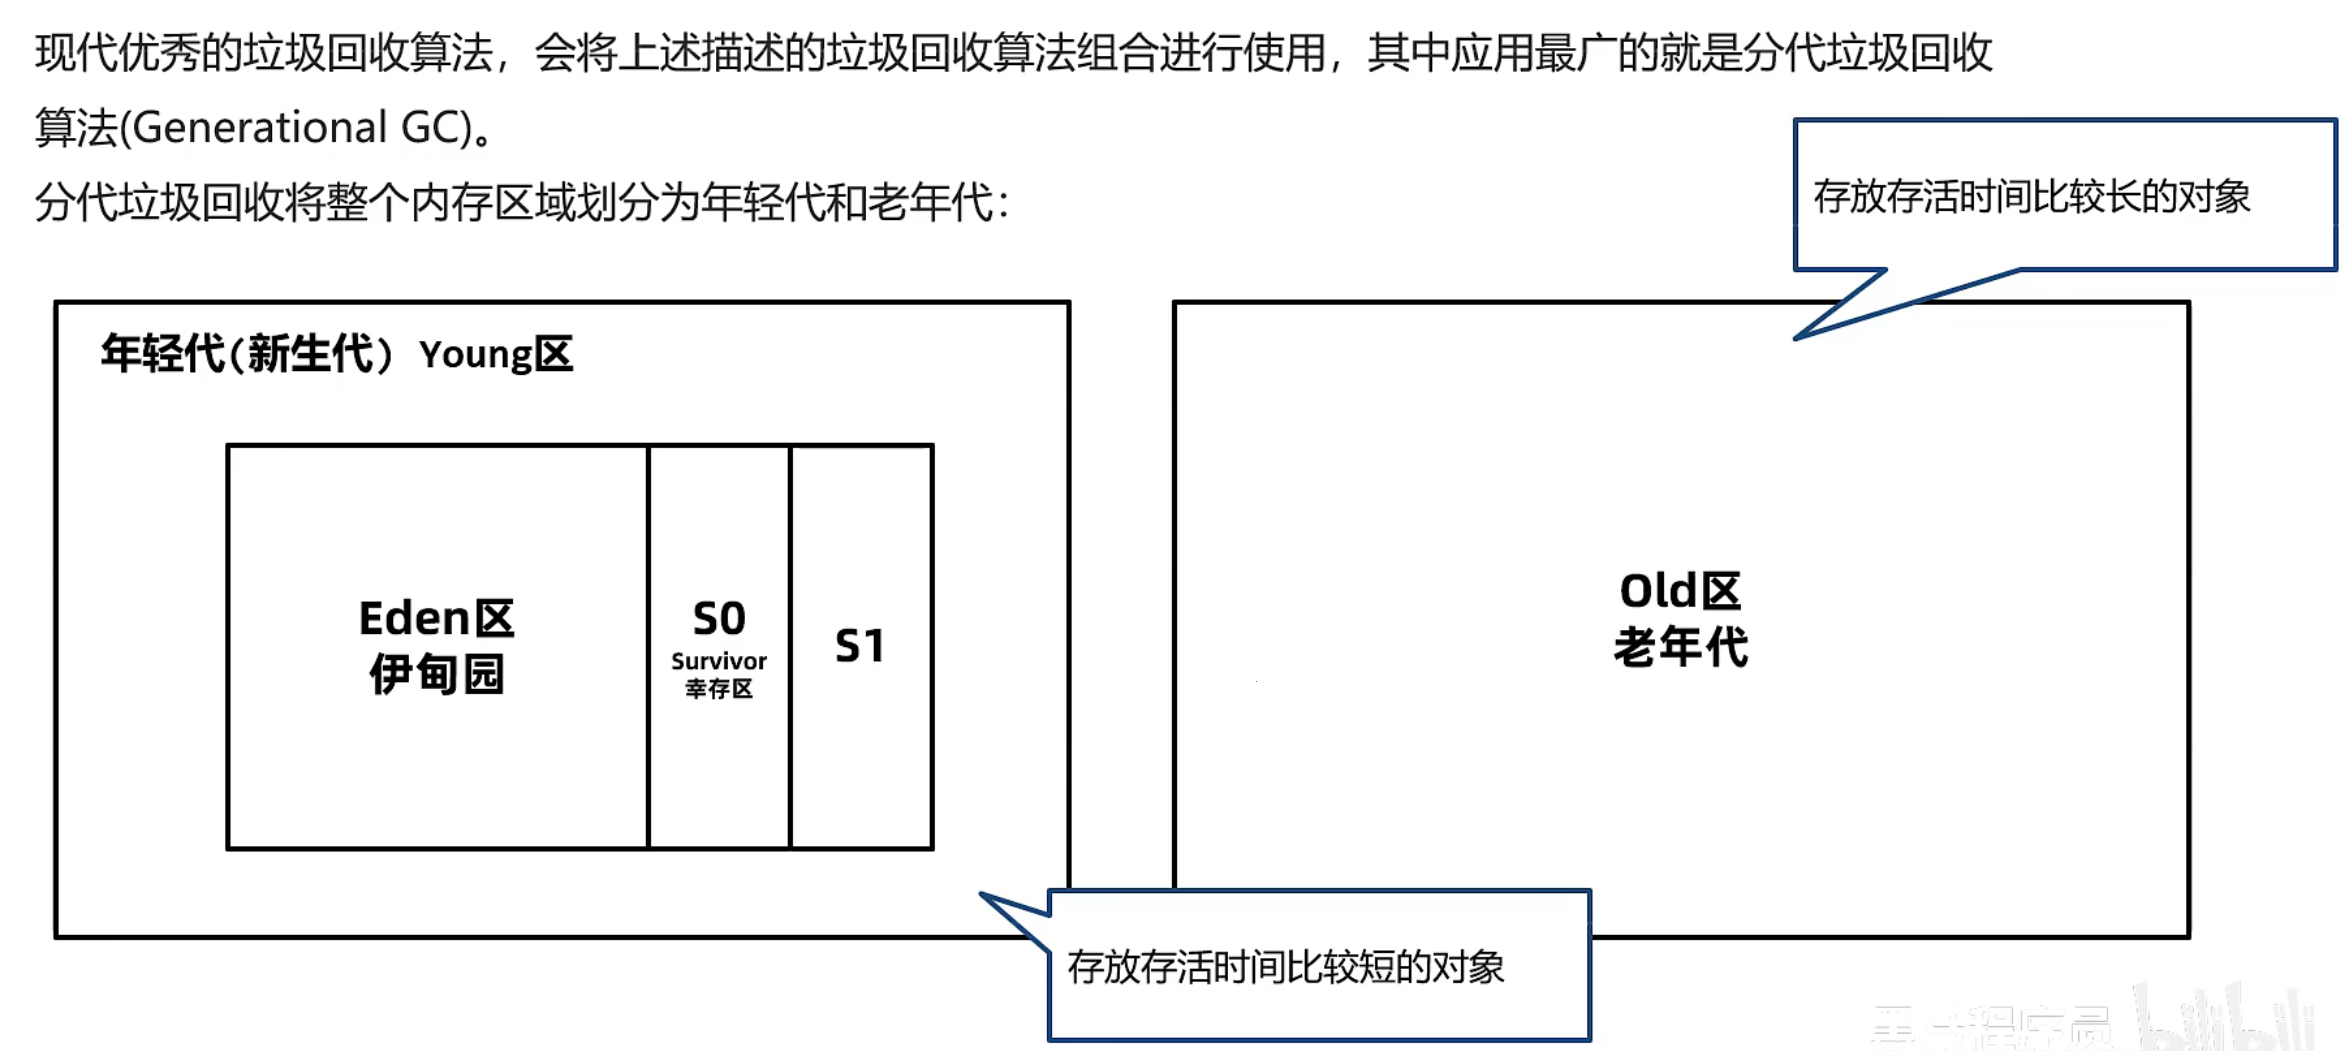 现代优秀的垃圾回收算法，会将上述描述的垃圾回收算法组合进行使用，其中应用最广的就是分代垃圾回收
算法(Generational GC)。
分代垃圾回收将整个内存区域划分为年轻代和老年代：
存放存活时间比较长的对象
年轻代(新生代）Young区
Eden区
伊甸园
S0
Survivor
幸存区
S1
Old区
老年代
存放存活时间比较短的对象
bilibili